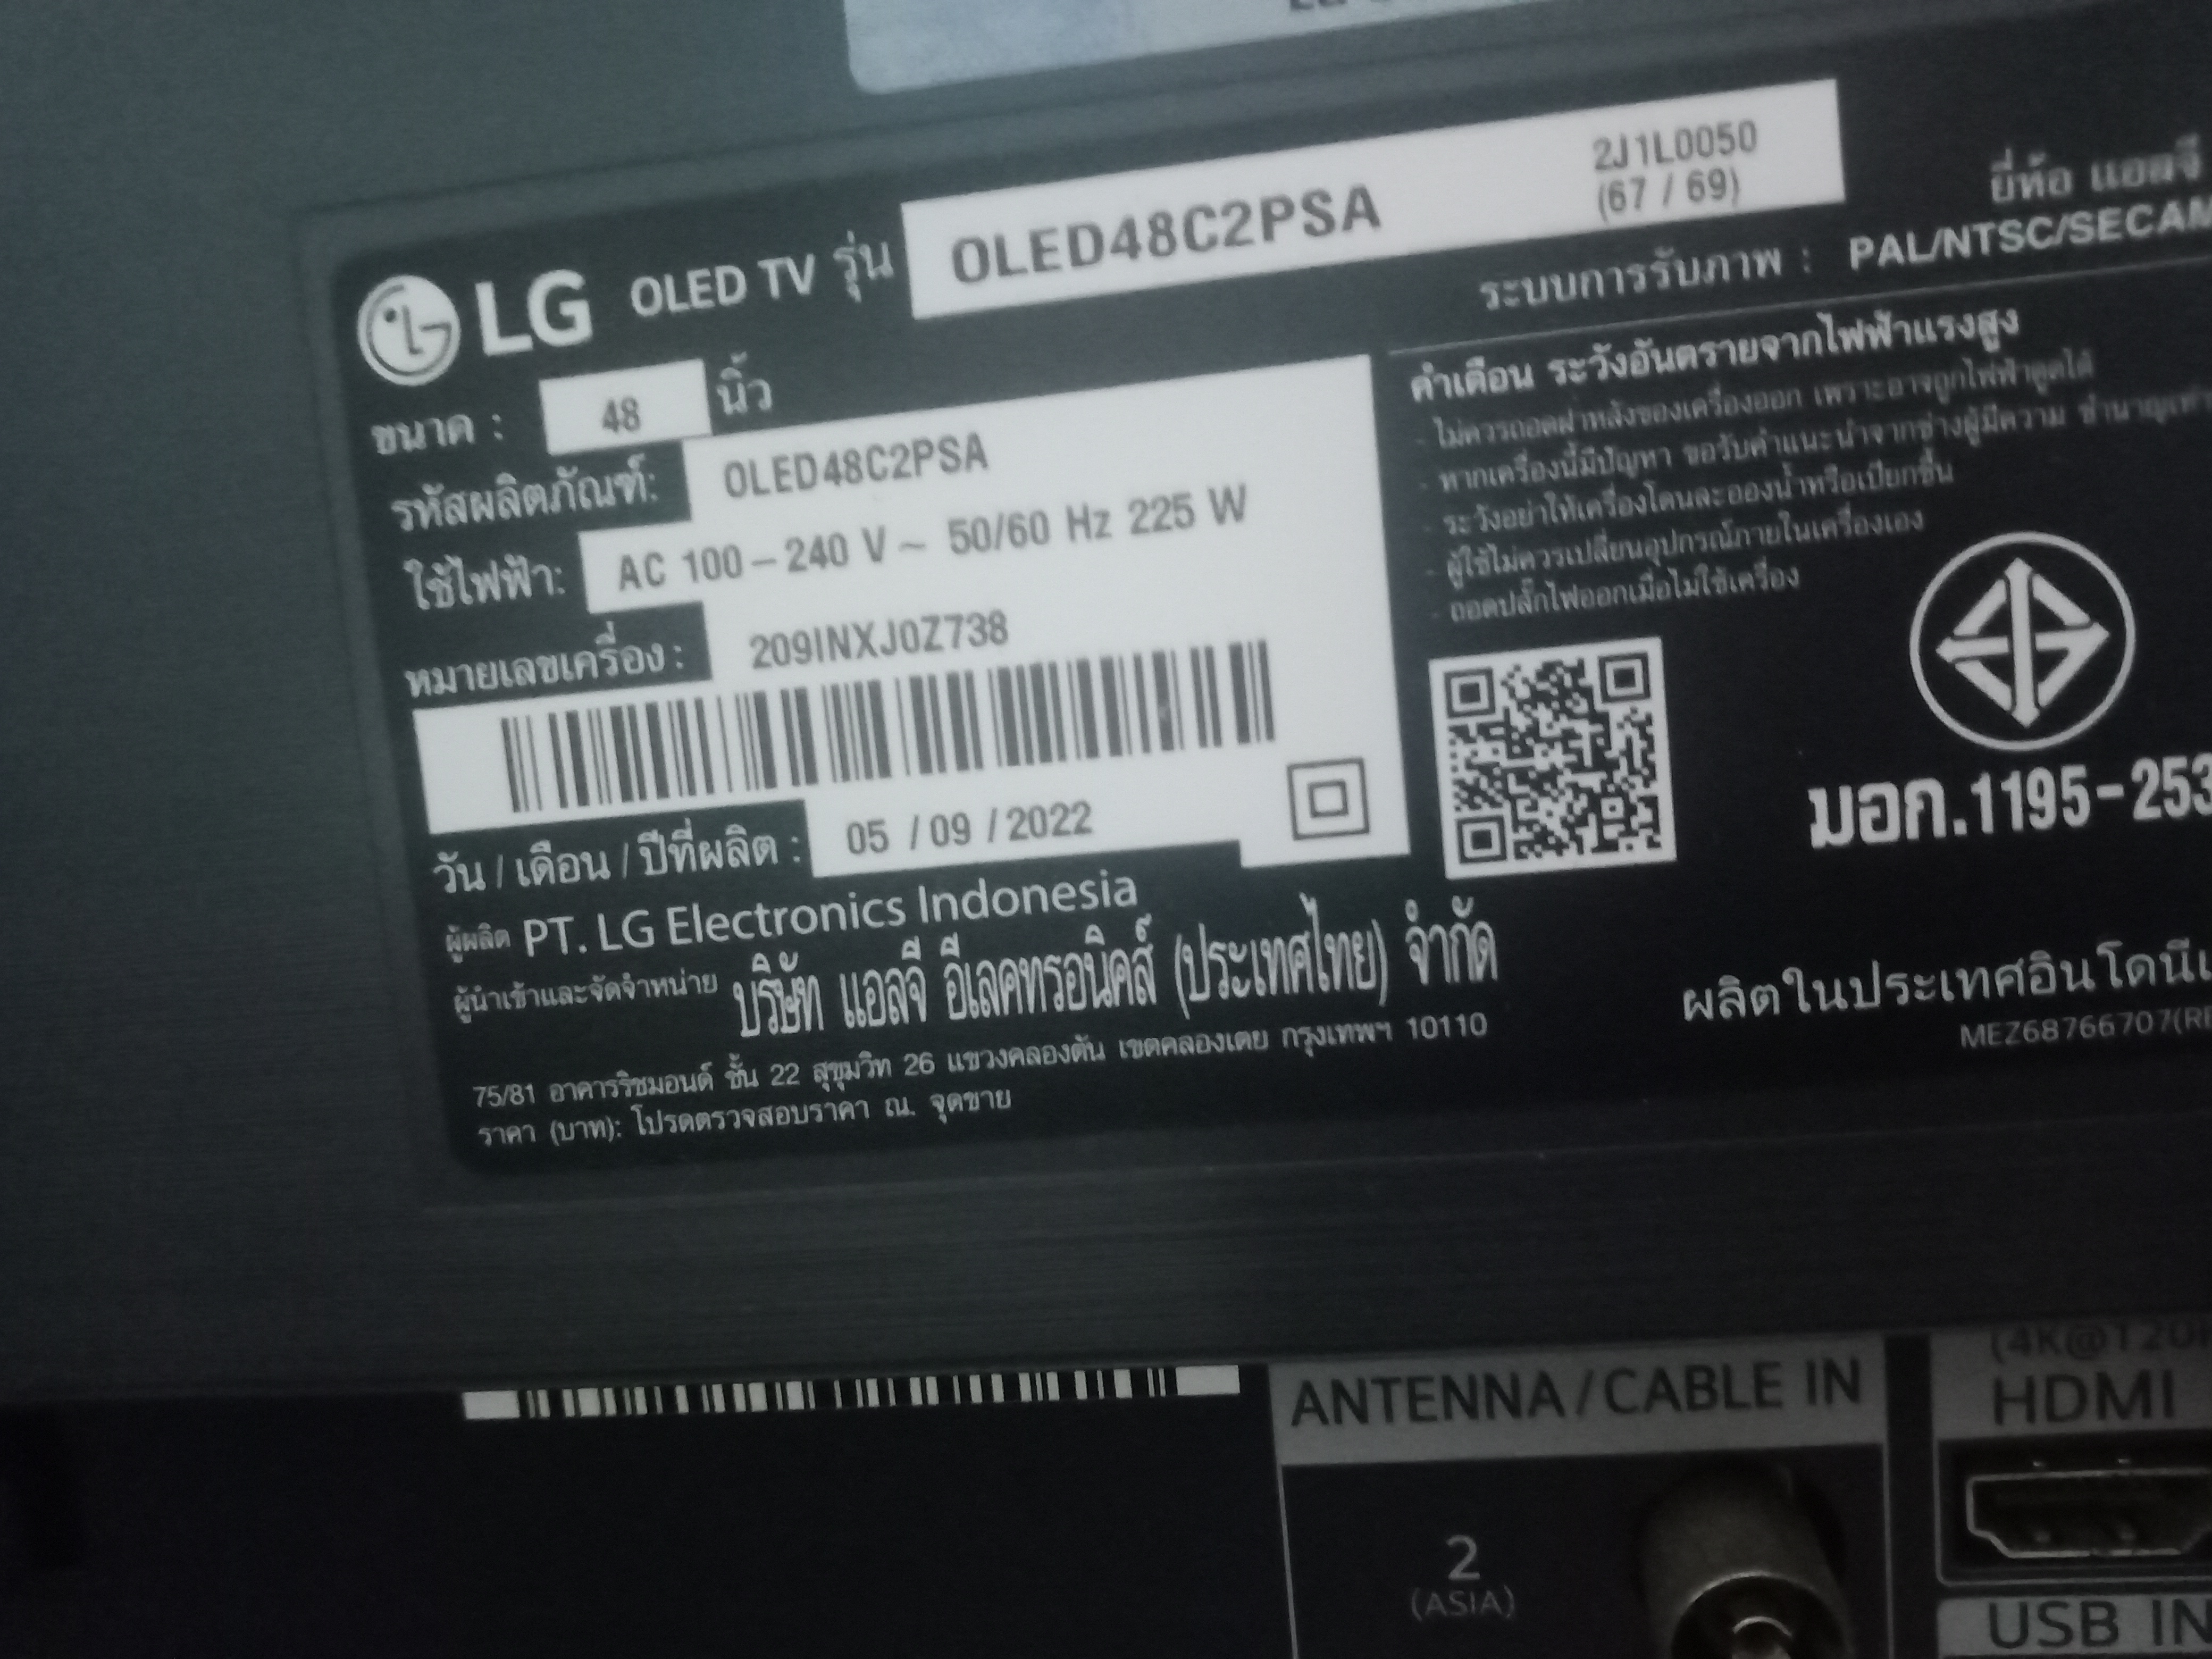 LG OLED TV รุ่น OLED48C2PSA 2J1L0050
(67 / 69)
ยี่ห้อ แอลจี
ขนาด : 48 นิ้ว
ระบบการรับภาพ : PAL/NTSC/SECAM
รหัสผลิตภัณฑ์: OLED48C2PSA
ใช้ไฟฟ้า: AC 100-240 V~ 50/60 Hz 225 W
หมายเลขเครื่อง: 209INXJ0Z738
วัน / เดือน / ปีที่ผลิต : 05 /09 /2022
ผู้ผลิต PT. LG Electronics Indonesia
ผู้นำเข้าและจัดจำหน่าย บริษัท แอลจี อีเลคทรอนิคส์ (ประเทศไทย) จำกัด
75/81 อาคารริชมอนด์ ชั้น 22 สุขุมวิท 26 แขวงคลองตัน เขตคลองเตย กรุงเทพฯ 10110
ราคา (บาท): โปรดตรวจสอบราคา ณ. จุดขาย
คำเตือน ระวังอันตรายจากไฟฟ้าแรงสูง
- ไม่ควรถอดฝาหลังของเครื่องออก เพราะอาจถูกไฟฟ้าดูดได้
- หากเครื่องนี้มีปัญหา ขอรับคำแนะนำจากช่างผู้มีความ
- ระวังอย่าให้เครื่องโดนละอองน้ำหรือเปียกชื้น
- ผู้ใช้ไม่ควรเปลี่ยนอุปกรณ์ภายในเครื่องเอง
- ถอดปลั๊กไฟออกเมื่อไม่ใช้เครื่อง
มอก.1195-253
ผลิตในประเทศอินโดนี
MEZ68766707(RE
ANTENNA/CABLE IN
2
(ASIA)
(4K@120
HDMI
USB IN